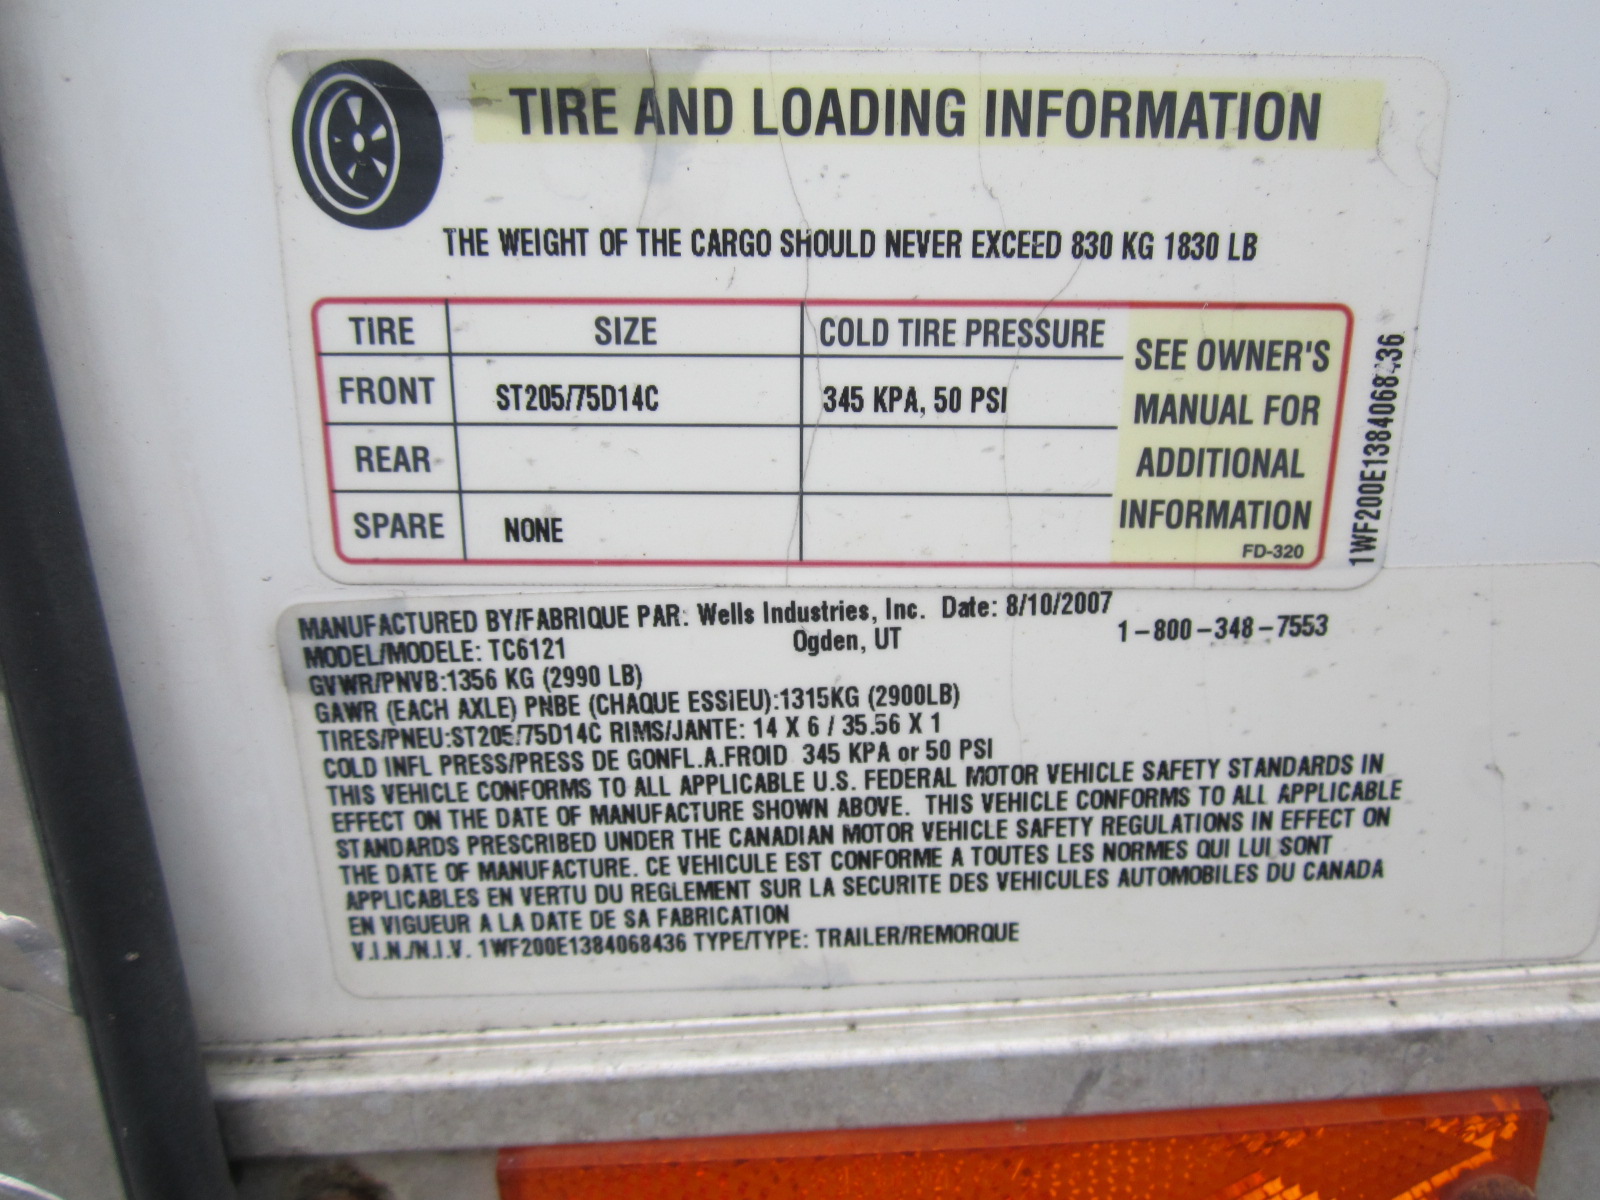 TIRE AND LOADING INFORMATION
THE WEIGHT OF THE CARGO SHOULD NEVER EXCEED 830 KG 1830 LB
TIRE SIZE COLD TIRE PRESSURE
FRONT ST205/75D14C 345 KPA, 50 PSI
REAR
SPARE NONE
SEE OWNER'S
MANUAL FOR
ADDITIONAL
INFORMATION
FD-320
1WF200E1384068436
MANUFACTURED BY/FABRIQUE PAR: Wells Industries, Inc. Date: 8/10/2007
Ogden, UT 1-800-348-7553
MODEL/MODELE: TC6121
GVWR/PNVB:1356 KG (2990 LB)
GAWR (EACH AXLE) PNBE (CHAQUE ESSIEU):1315KG (2900LB)
TIRES/PNEU:ST205/75D14C RIMS/JANTE: 14 X 6 / 35.56 X 1
COLD INFL PRESS/PRESS DE GONFL.A.FROID 345 KPA or 50 PSI
THIS VEHICLE CONFORMS TO ALL APPLICABLE U.S. FEDERAL MOTOR VEHICLE SAFETY STANDARDS IN
EFFECT ON THE DATE OF MANUFACTURE SHOWN ABOVE. THIS VEHICLE CONFORMS TO ALL APPLICABLE
STANDARDS PRESCRIBED UNDER THE CANADIAN MOTOR VEHICLE SAFETY REGULATIONS IN EFFECT ON
THE DATE OF MANUFACTURE. CE VEHICULE EST CONFORME A TOUTES LES NORMES QUI LUI SONT
APPLICABLES EN VERTU DU REGLEMENT SUR LA SECURITE DES VEHICULES AUTOMOBILES DU CANADA
EN VIGUEUR A LA DATE DE SA FABRICATION
V.I.N./N.I.V. 1WF200E1384068436 TYPE/TYPE: TRAILER/REMORQUE